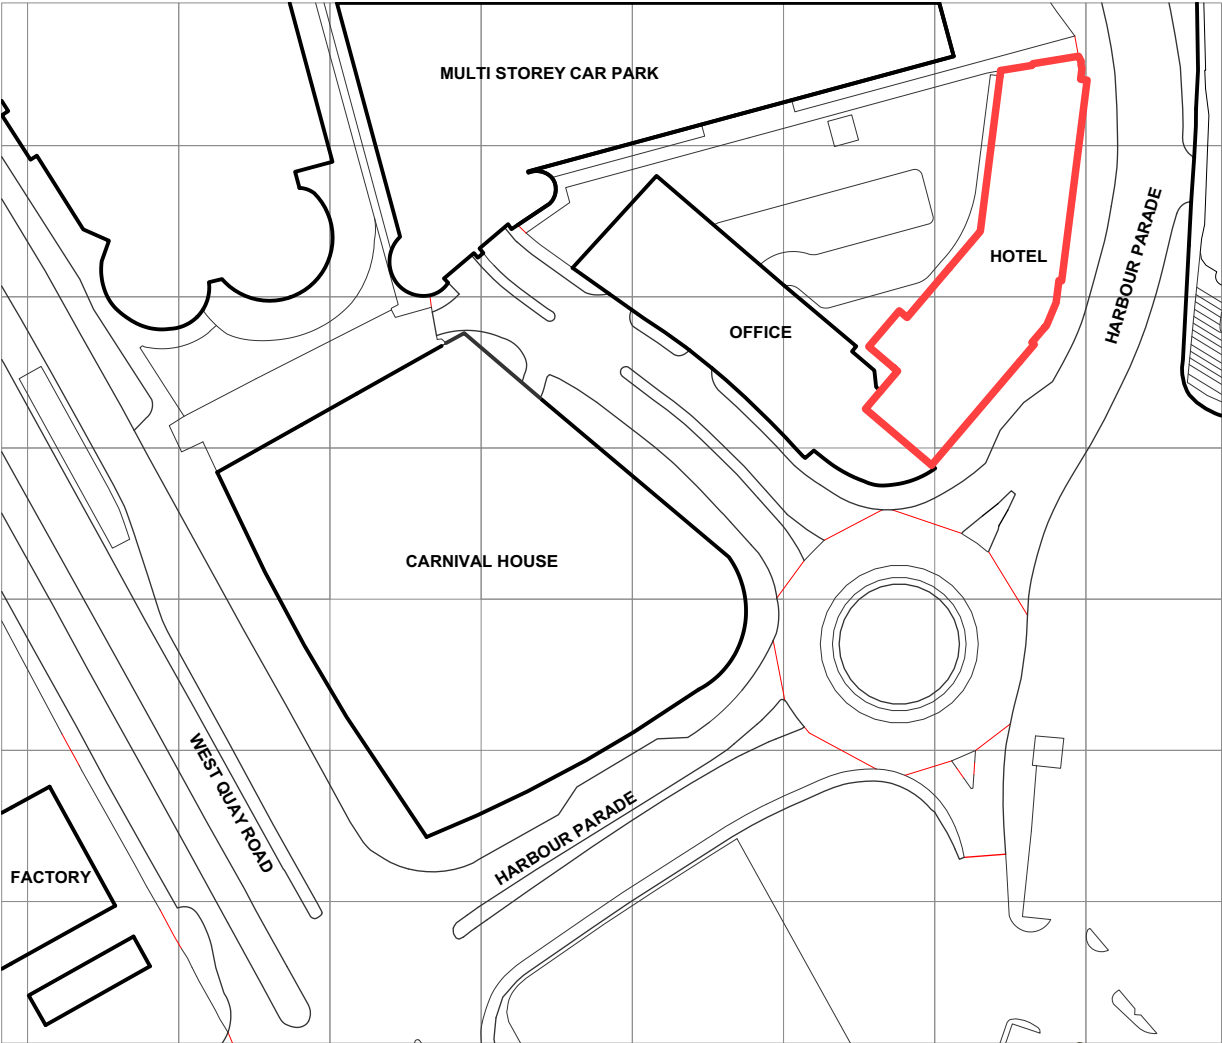 MULTI STOREY CAR PARK
HARBOUR PARADE
HOTEL
OFFICE
CARNIVAL HOUSE
WEST QUAY ROAD
HARBOUR PARADE
FACTORY